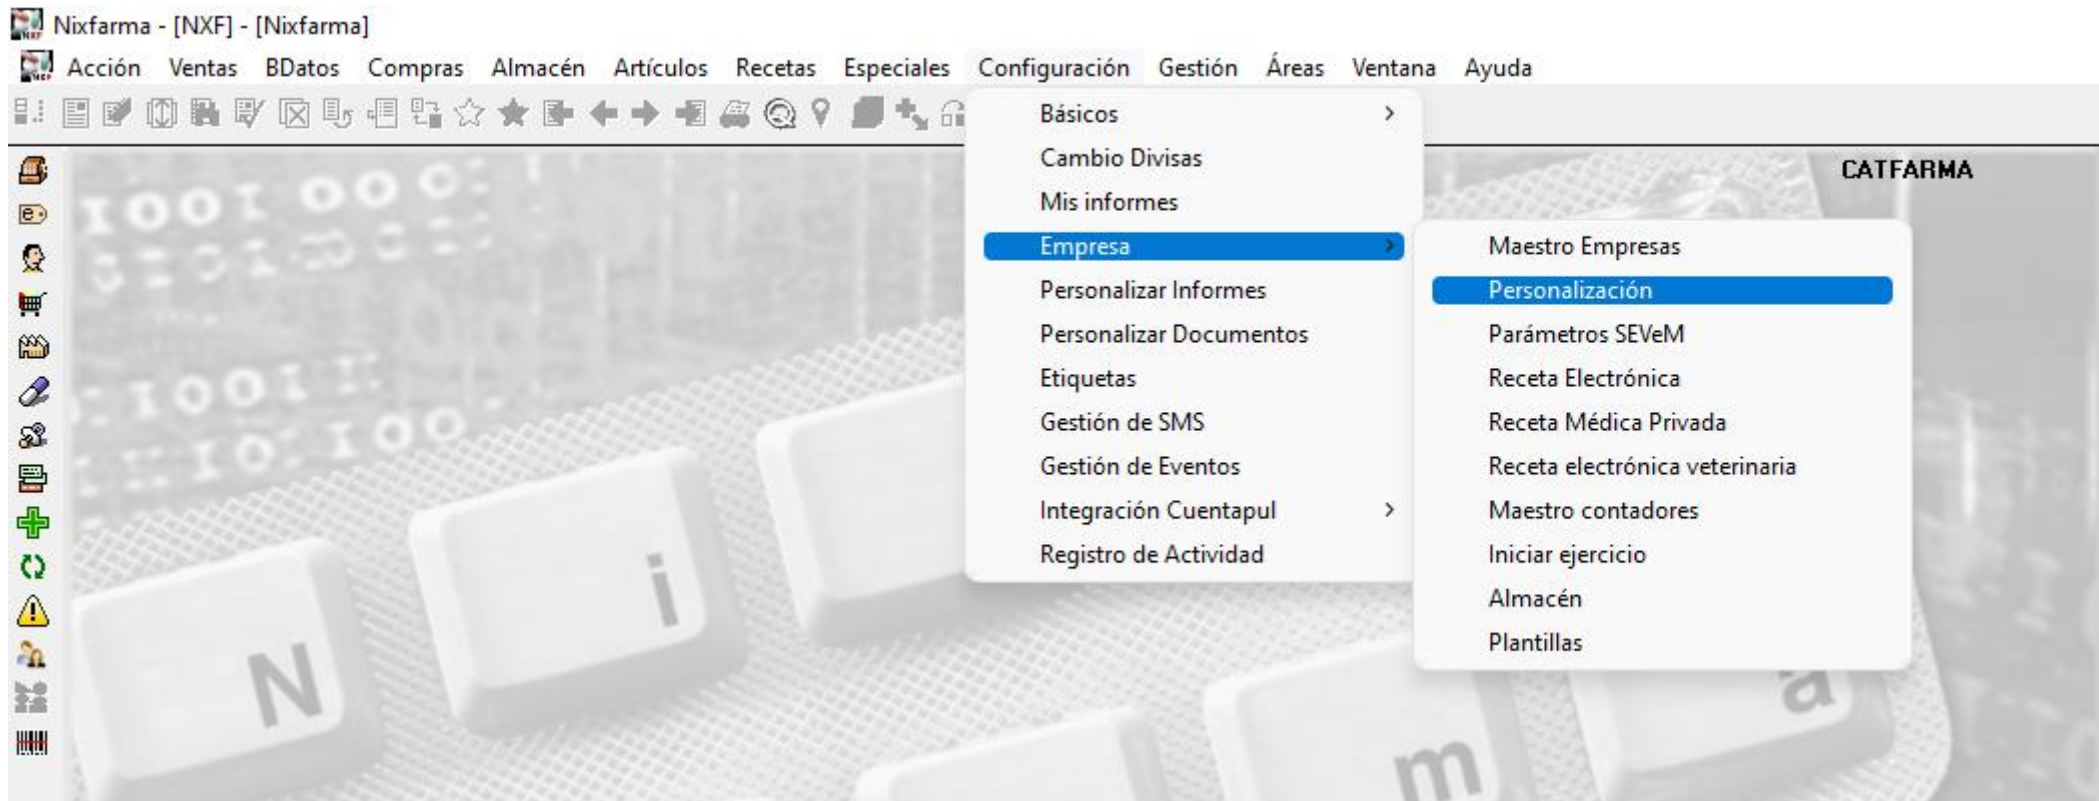 Nixfarma - [NXF] - [Nixfarma]
Acción Ventas BDatos Compras Almacén Artículos Recetas Especiales Configuración Gestión Áreas Ventana Ayuda
Básicos
Cambio Divisas
Mis informes
Empresa
Personalizar Informes
Personalizar Documentos
Etiquetas
Gestión de SMS
Gestión de Eventos
Integración Cuentapul
Registro de Actividad
Maestro Empresas
Personalización
Parámetros SEVeM
Receta Electrónica
Receta Médica Privada
Receta electrónica veterinaria
Maestro contadores
Iniciar ejercicio
Almacén
Plantillas
CATFARMA
N i
m a